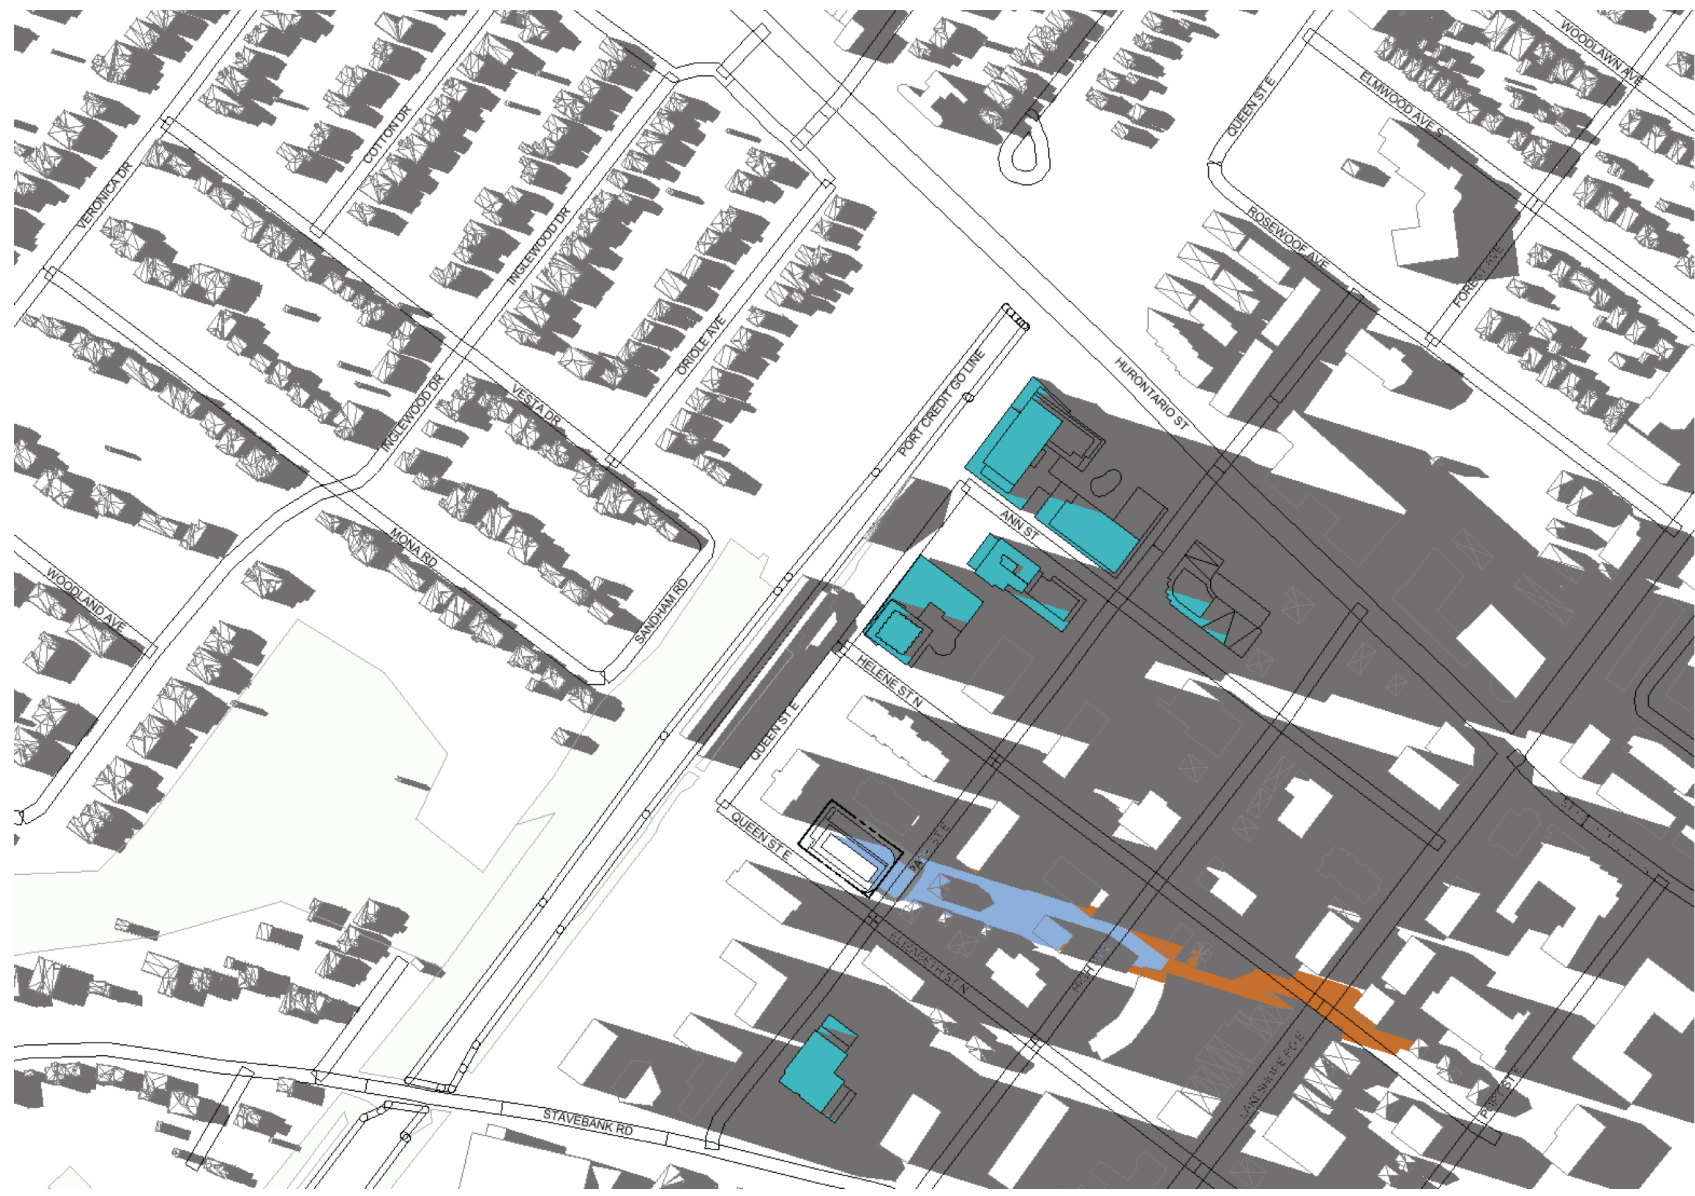 WOODLAWN AVE
ELMWOOD AVE S
QUEEN ST E
COTTON DR
VERONICA DR
INGLEWOOD DR
ROSEWOOF AVE
FOREST AVE
ORIOLE AVE
PORT CREDIT GO LINE
HURONTARIO ST
INGLEWOOD DR
VESTA DR
ANN ST
MONA RD
WOODLAND AVE
SANDHAM RD
HELENE ST N
QUEEN ST E
QUEEN ST E
ELIZABETH ST N
PORT ST E
STAVEBANK RD